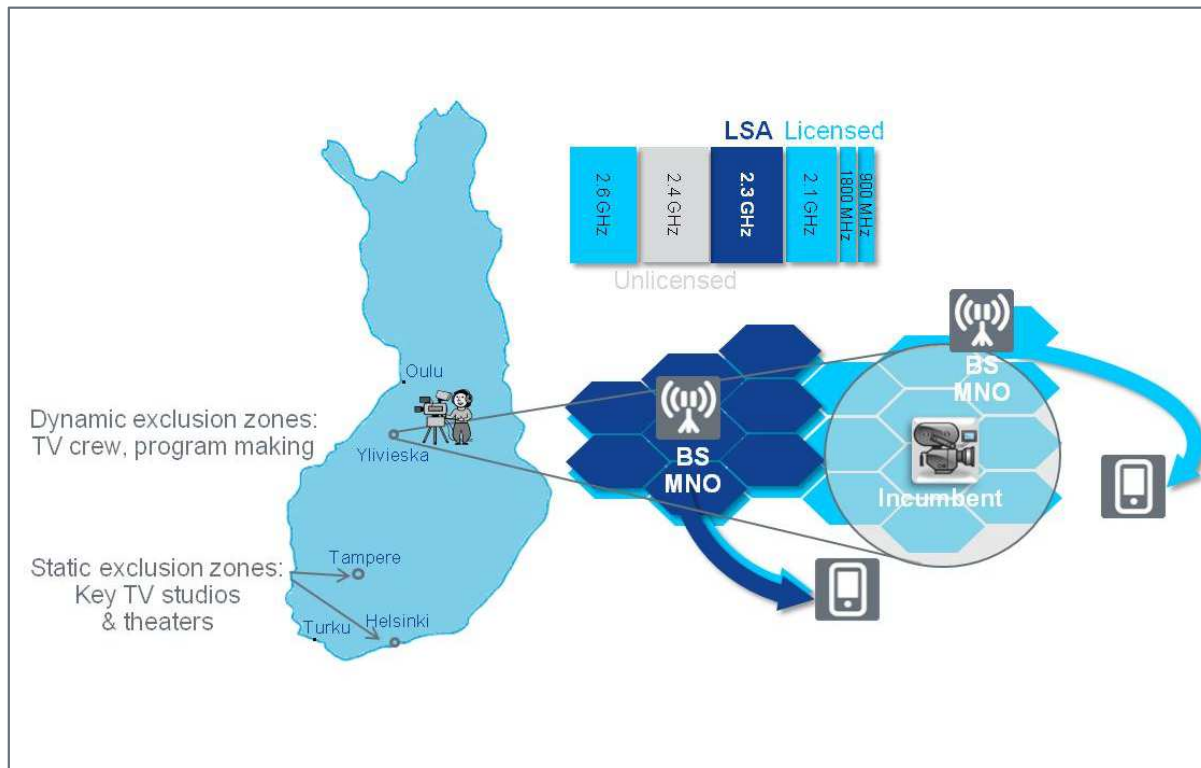 LSA Licensed
2.6 GHz
2.4 GHz
2.3 GHz
2.1 GHz
1800 MHz
900 MHz
Unlicensed
Oulu
Dynamic exclusion zones:
TV crew, program making
Ylivieska
BS
MNO
BS
MNO
Incumbent
Static exclusion zones:
Key TV studios
& theaters
Tampere
Turku
Helsinki